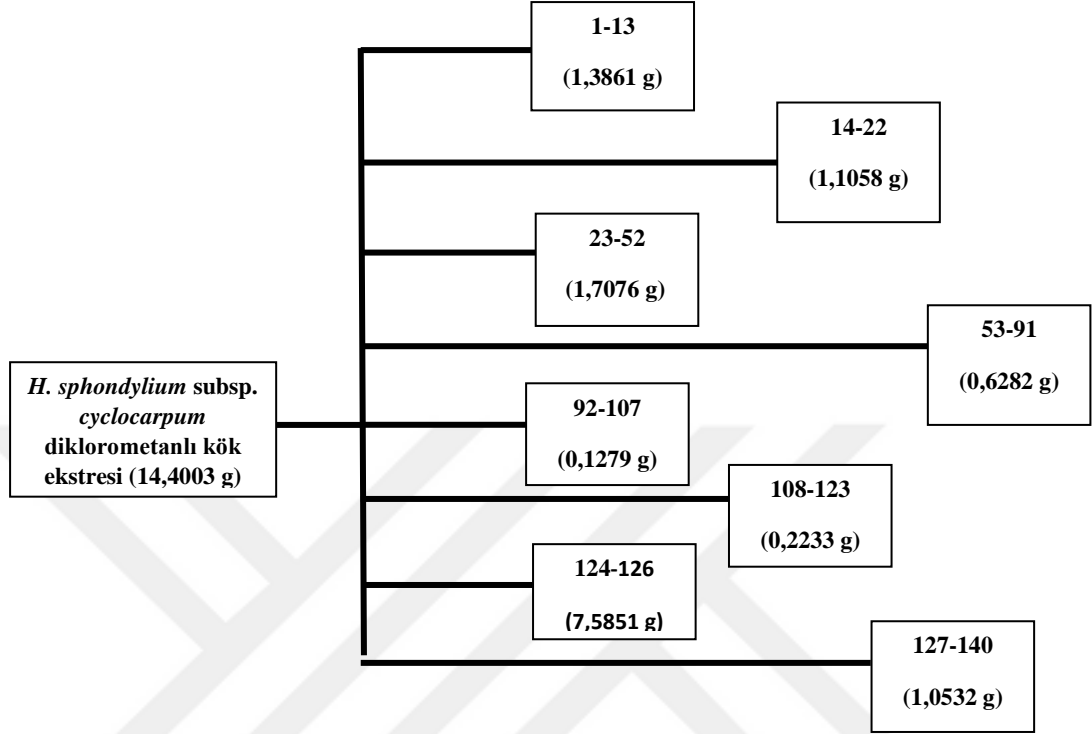 1-13
(1,3861 g)
14-22
(1,1058 g)
23-52
(1,7076 g)
53-91
(0,6282 g)
H. sphondylium subsp.
cyclocarpum
diklorometanlı kök
ekstresi (14,4003 g)
92-107
(0,1279 g)
108-123
(0,2233 g)
124-126
(7,5851 g)
127-140
(1,0532 g)